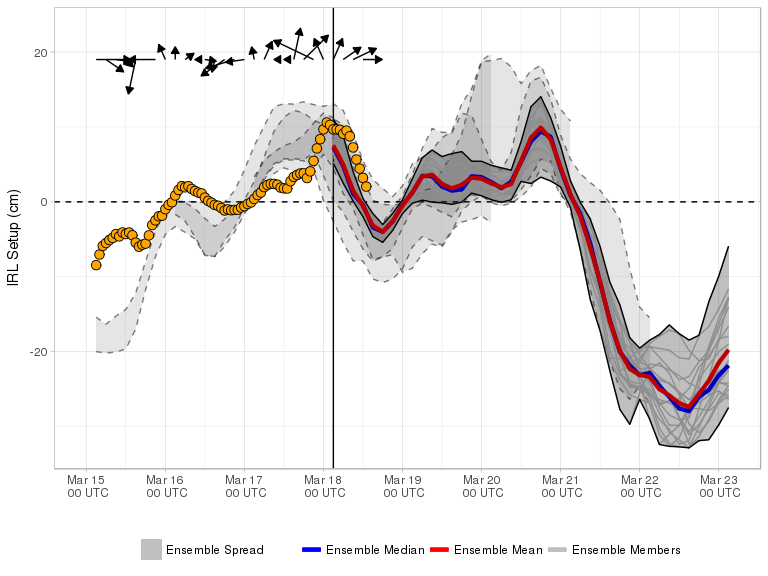 IRL Setup (cm)
20
0
-20
Mar 15 Mar 16 Mar 17 Mar 18 Mar 19 Mar 20 Mar 21 Mar 22 Mar 23
00 UTC 00 UTC 00 UTC 00 UTC 00 UTC 00 UTC 00 UTC 00 UTC 00 UTC
Ensemble Spread Ensemble Median Ensemble Mean Ensemble Members